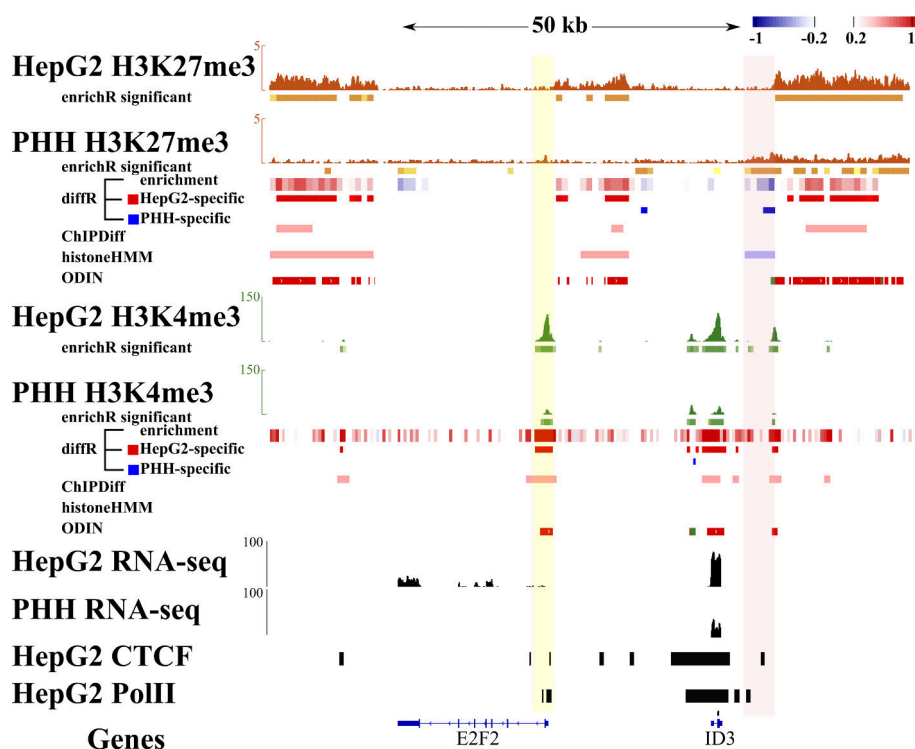 50 kb
-1 -0.2 0.2 1
5
HepG2 H3K27me3
enrichR significant
5
PHH H3K27me3
enrichR significant
enrichment
diffR HepG2-specific
PHH-specific
ChIPDiff
histoneHMM
ODIN
150
HepG2 H3K4me3
enrichR significant
150
PHH H3K4me3
enrichR significant
enrichment
diffR HepG2-specific
PHH-specific
ChIPDiff
histoneHMM
ODIN
100
HepG2 RNA-seq
100
PHH RNA-seq
HepG2 CTCF
HepG2 PolII
Genes E2F2 ID3